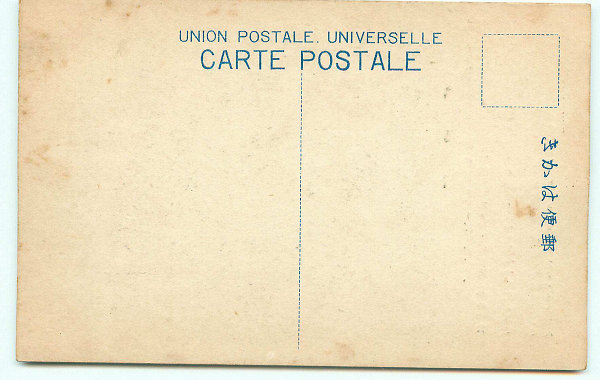 UNION POSTALE. UNIVERSELLE
CARTE POSTALE
郵便はかき